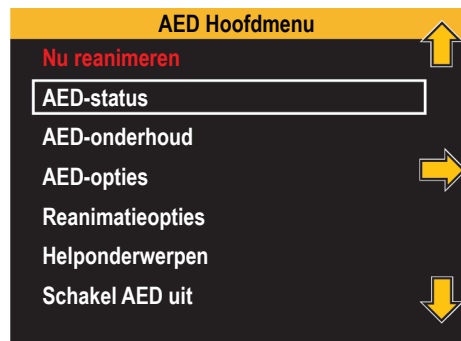 AED Hoofdmenu
Nu reanimeren
AED-status
AED-onderhoud
AED-opties
Reanimatieopties
Helponderwerpen
Schakel AED uit